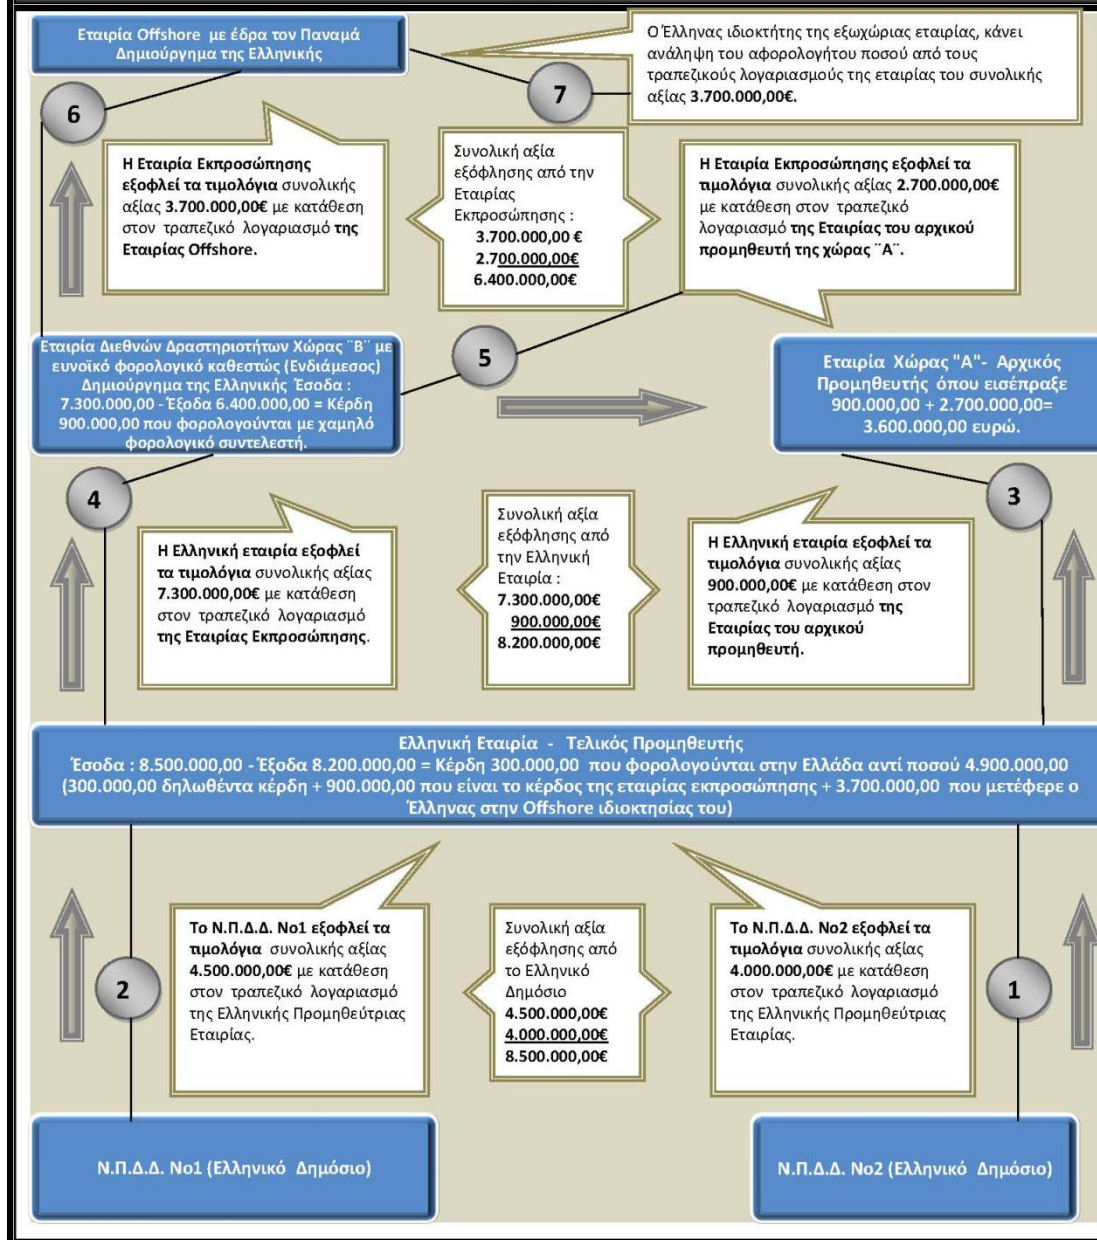 Εταιρία Offshore με έδρα τον Παναμά
Δημιούργημα της Ελληνικής
Ο Έλληνας ιδιοκτήτης της εξωχώριας εταιρίας, κάνει
ανάληψη του αφορολογήτου ποσού από τους
τραπεζικούς λογαριασμούς της εταιρίας του συνολικής
αξίας 3.700.000,00€.
7
6
Η Εταιρία Εκπροσώπησης
εξοφλεί τα τιμολόγια συνολικής
αξίας 3.700.000,00€ με κατάθεση
στον τραπεζικό λογαριασμό της
Εταιρίας Offshore.
Συνολική αξία
εξόφλησης από την
Εταιρίας
Εκπροσώπησης :
3.700.000,00 €
2.700.000,00€
6.400.000,00€
Η Εταιρία Εκπροσώπησης εξοφλεί τα
τιμολόγια συνολικής αξίας 2.700.000,00€
με κατάθεση στον τραπεζικό
λογαριασμό της Εταιρίας του αρχικού
προμηθευτή της χώρας ¨Α¨.
5
Εταιρία Διεθνών Δραστηριοτήτων Χώρας ¨Β¨ με
ευνοϊκό φορολογικό καθεστώς (Ενδιάμεσος)
Δημιούργημα της Ελληνικής Έσοδα :
7.300.000,00 - Έξοδα 6.400.000,00 = Κέρδη
900.000,00 που φορολογούνται με χαμηλό
φορολογικό συντελεστή.
Εταιρία Χώρας "Α"- Αρχικός
Προμηθευτής όπου εισέπραξε
900.000,00 + 2.700.000,00=
3.600.000,00 ευρώ.
4
3
Η Ελληνική εταιρία εξοφλεί
τα τιμολόγια συνολικής αξίας
7.300.000,00€ με κατάθεση
στον τραπεζικό λογαριασμό
της Εταιρίας Εκπροσώπησης.
Συνολική αξία
εξόφλησης από
την Ελληνική
Εταιρία :
7.300.000,00€
900.000,00€
8.200.000,00€
Η Ελληνική εταιρία εξοφλεί τα
τιμολόγια συνολικής αξίας
900.000,00€ με κατάθεση στον
τραπεζικό λογαριασμό της
Εταιρίας του αρχικού
προμηθευτή.
Ελληνική Εταιρία - Τελικός Προμηθευτής
Έσοδα : 8.500.000,00 - Έξοδα 8.200.000,00 = Κέρδη 300.000,00 που φορολογούνται στην Ελλάδα αντί ποσού 4.900.000,00
(300.000,00 δηλωθέντα κέρδη + 900.000,00 που είναι το κέρδος της εταιρίας εκπροσώπησης + 3.700.000,00 που μετέφερε ο
Έλληνας στην Offshore ιδιοκτησίας του)
Το Ν.Π.Δ.Δ. Νο1 εξοφλεί τα
τιμολόγια συνολικής αξίας
4.500.000,00€ με κατάθεση
στον τραπεζικό λογαριασμό
της Ελληνικής Προμηθεύτριας
Εταιρίας.
Συνολική αξία
εξόφλησης από
το Ελληνικό
Δημόσιο
4.500.000,00€
4.000.000,00€
8.500.000,00€
Το Ν.Π.Δ.Δ. Νο2 εξοφλεί τα
τιμολόγια συνολικής αξίας
4.000.000,00€ με κατάθεση
στον τραπεζικό λογαριασμό
της Ελληνικής Προμηθεύτριας
Εταιρίας.
2
1
Ν.Π.Δ.Δ. Νο1 (Ελληνικό Δημόσιο)
Ν.Π.Δ.Δ. Νο2 (Ελληνικό Δημόσιο)